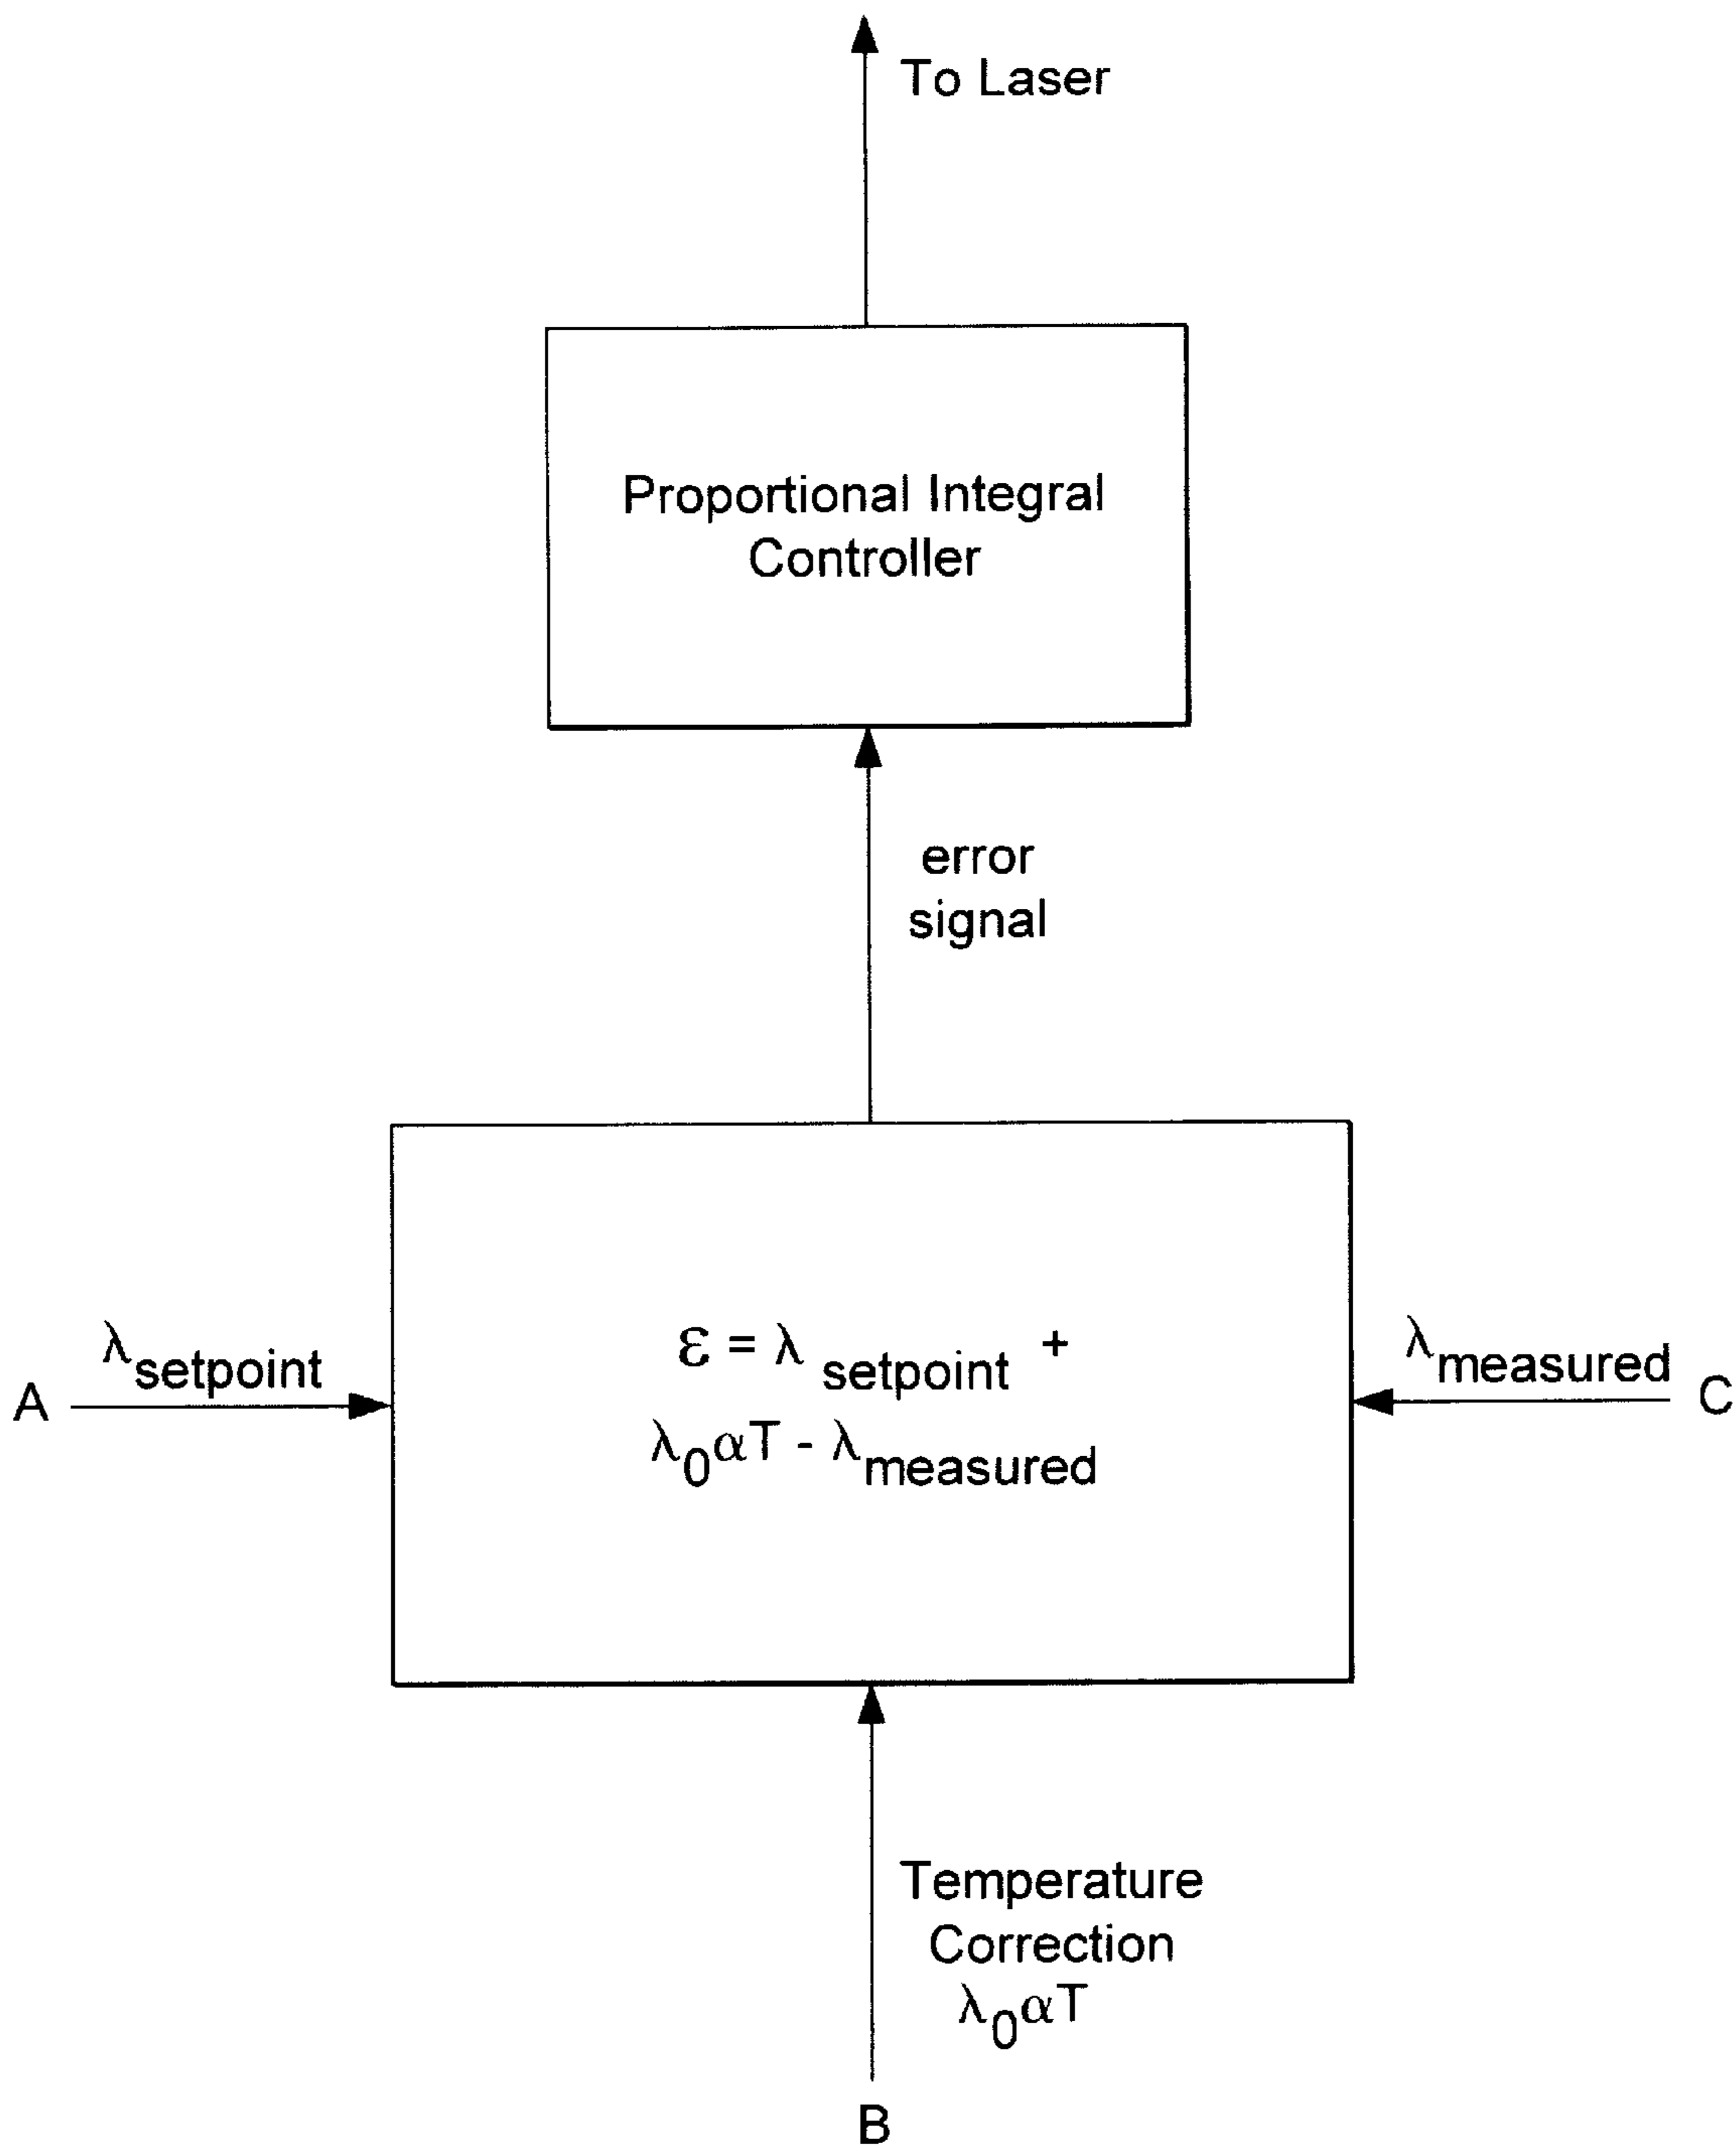 To Laser
Proportional Integral
Controller
error
signal
ε = λ setpoint +
λ0αT - λmeasured
A
λsetpoint
λmeasured
C
Temperature
Correction
λ0αT
B